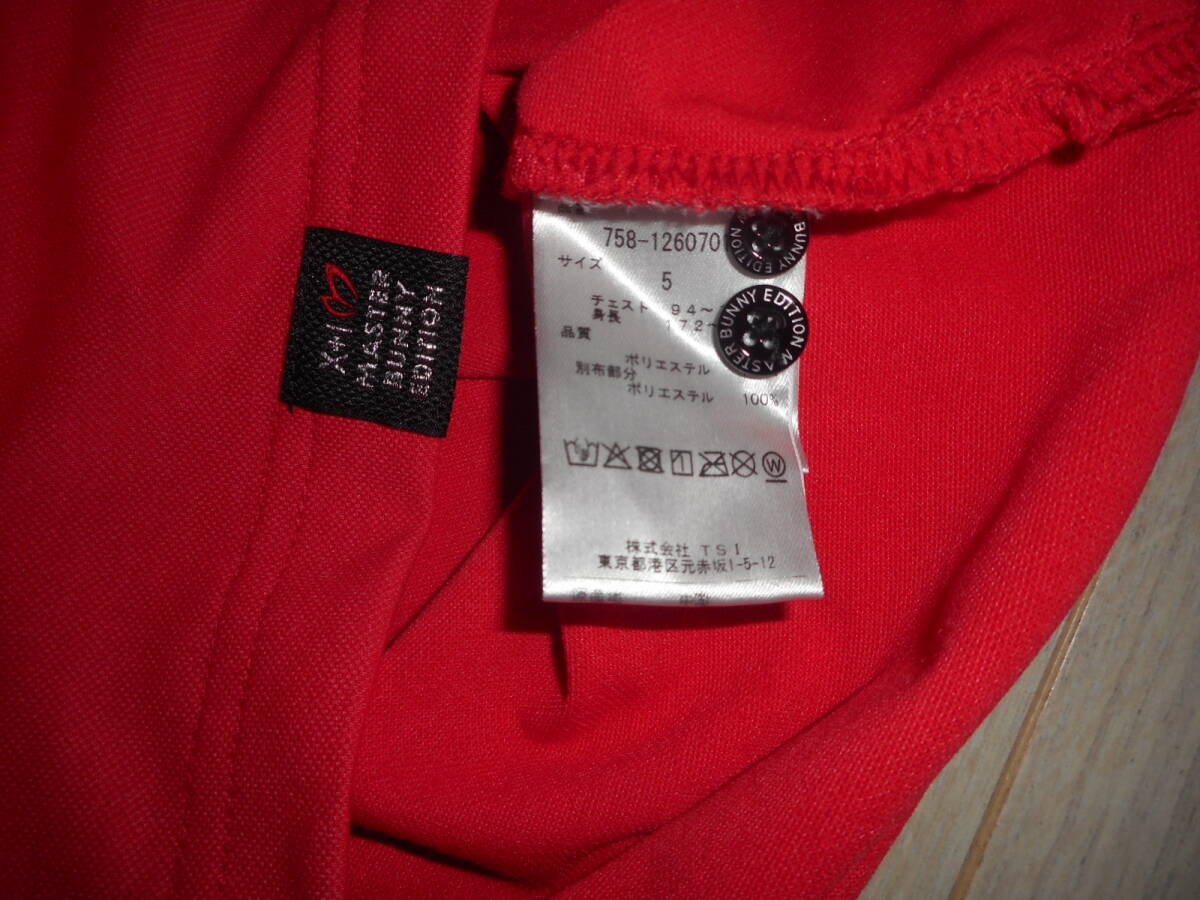 MASTER
BUNNY
EDITION
758-126070
サイズ
5
チェスト 94~
身長 172~
品質
ポリエステル
別布部分
ポリエステル 100%
W
株式会社 TSI
東京都港区元赤坂1-5-12
BUNNY EDITION
MASTER BUNNY EDITION